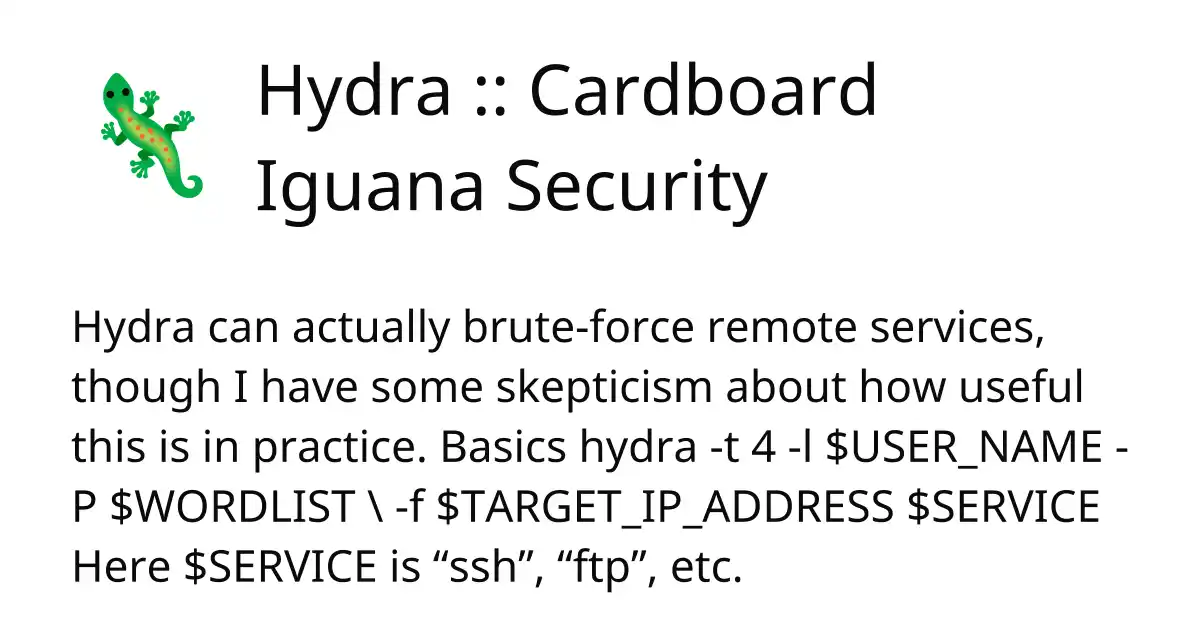 Hydra :: Cardboard
Iguana Security
Hydra can actually brute-force remote services,
though I have some skepticism about how useful
this is in practice. Basics hydra -t 4 -l $USER_NAME -
P $WORDLIST \ -f $TARGET_IP_ADDRESS $SERVICE
Here $SERVICE is “ssh”, “ftp”, etc.